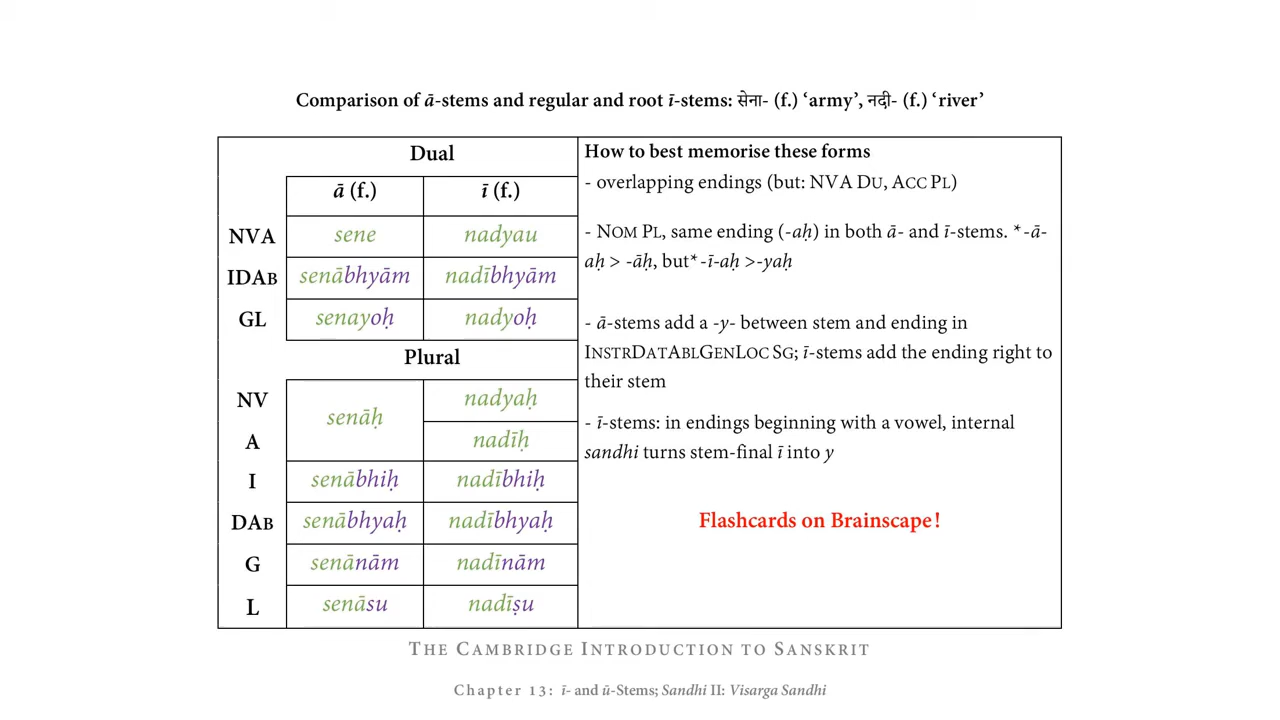 Comparison of ā-stems and regular and root ī-stems: सेना- (f.) ‘army’, नदी- (f.) ‘river’
Dual
ā (f.) ī (f.)
NVA sene nadyau
IDAB senābhyām nadībhyām
GL senayoḥ nadyoḥ
Plural
NV senāḥ nadyaḥ
A nadīḥ
I senābhiḥ nadībhiḥ
DAB senābhyaḥ nadībhyaḥ
G senānām nadīnām
L senāsu nadīṣu
How to best memorise these forms
- overlapping endings (but: NVA DU, ACC PL)
- NOM PL, same ending (-aḥ) in both ā- and ī-stems. *-ā-
aḥ > -āḥ, but*-ī-aḥ >-yaḥ
- ā-stems add a -y- between stem and ending in
INSTRDATABLGENLOC SG; ī-stems add the ending right to
their stem
- ī-stems: in endings beginning with a vowel, internal
sandhi turns stem-final ī into y
Flashcards on Brainscape!
THE CAMBRIDGE INTRODUCTION TO SANSKRIT
Chapter 13: ī- and ū-Stems; Sandhi II: Visarga Sandhi